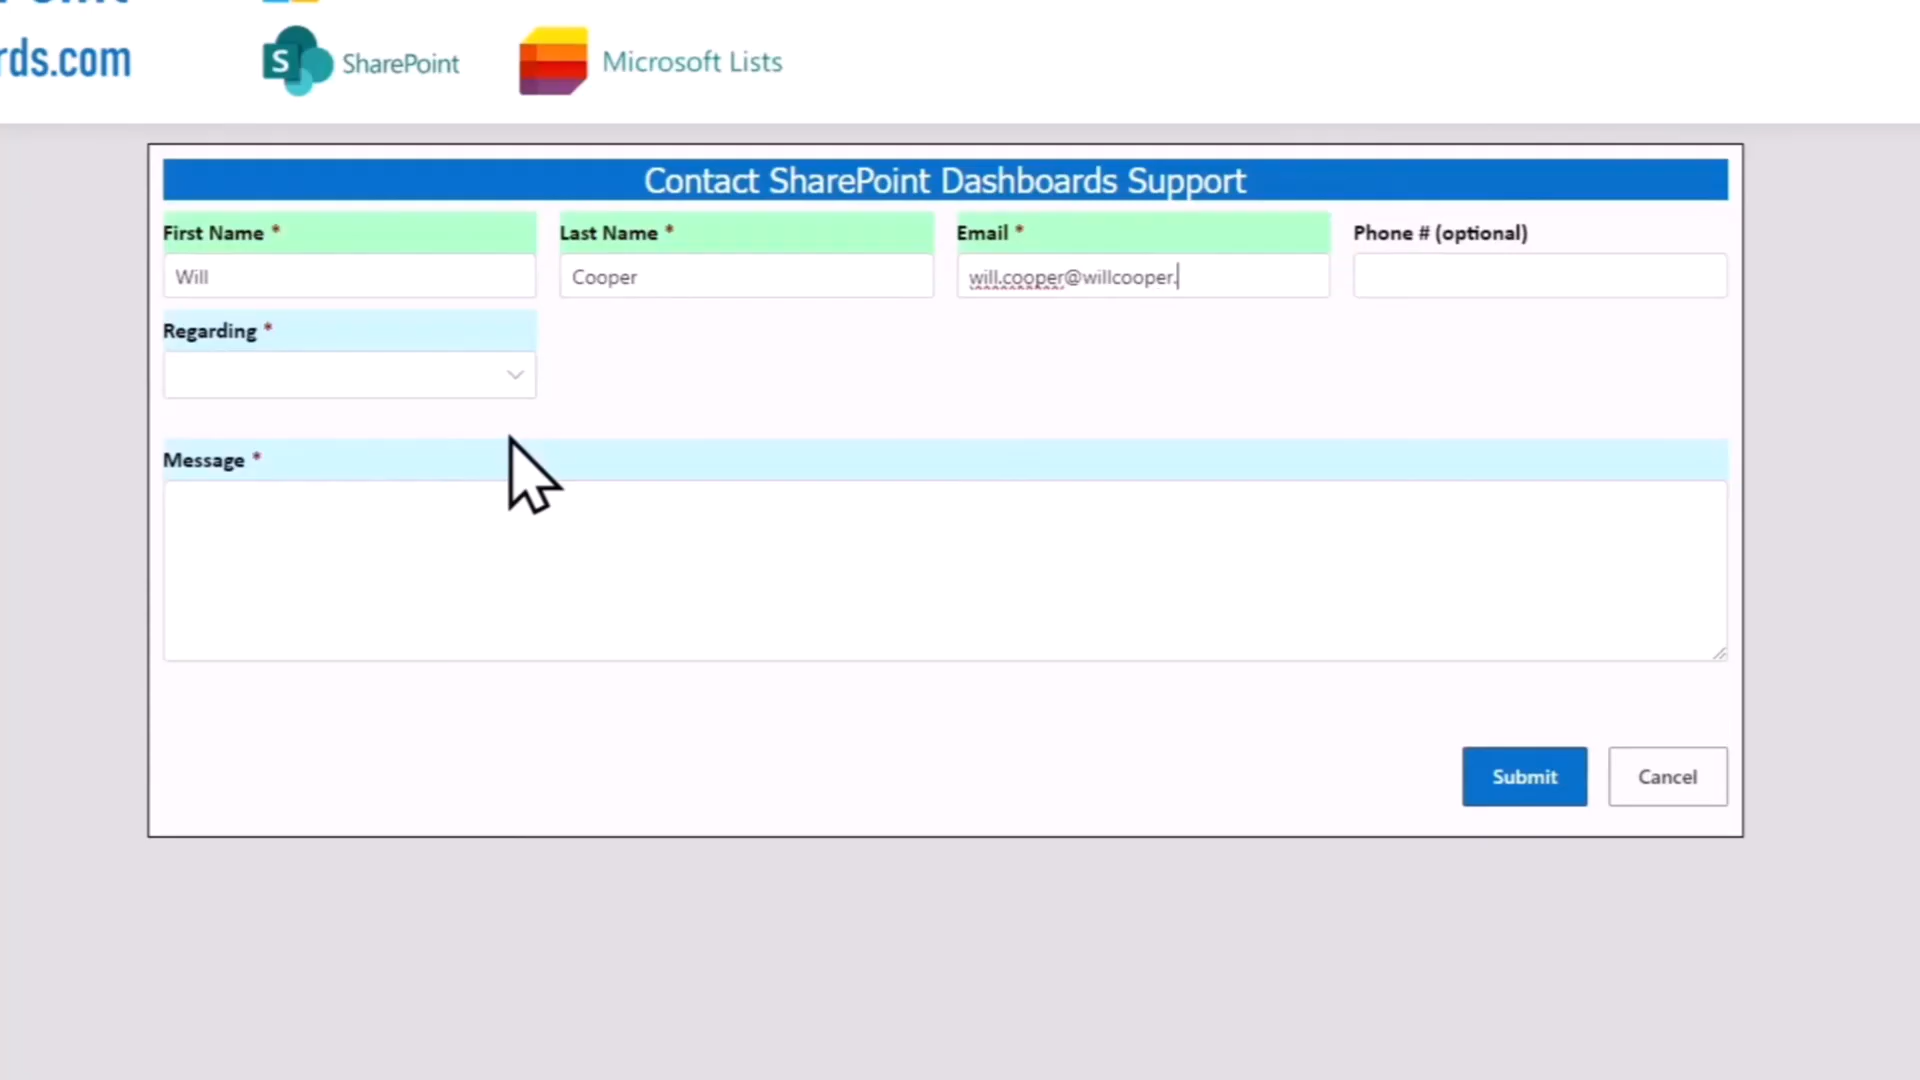 rds.com
S SharePoint
Microsoft Lists
Contact SharePoint Dashboards Support
First Name *
Last Name *
Email *
Phone # (optional)
Will
Cooper
will.cooper@willcooper.
Regarding *
Message *
Submit
Cancel